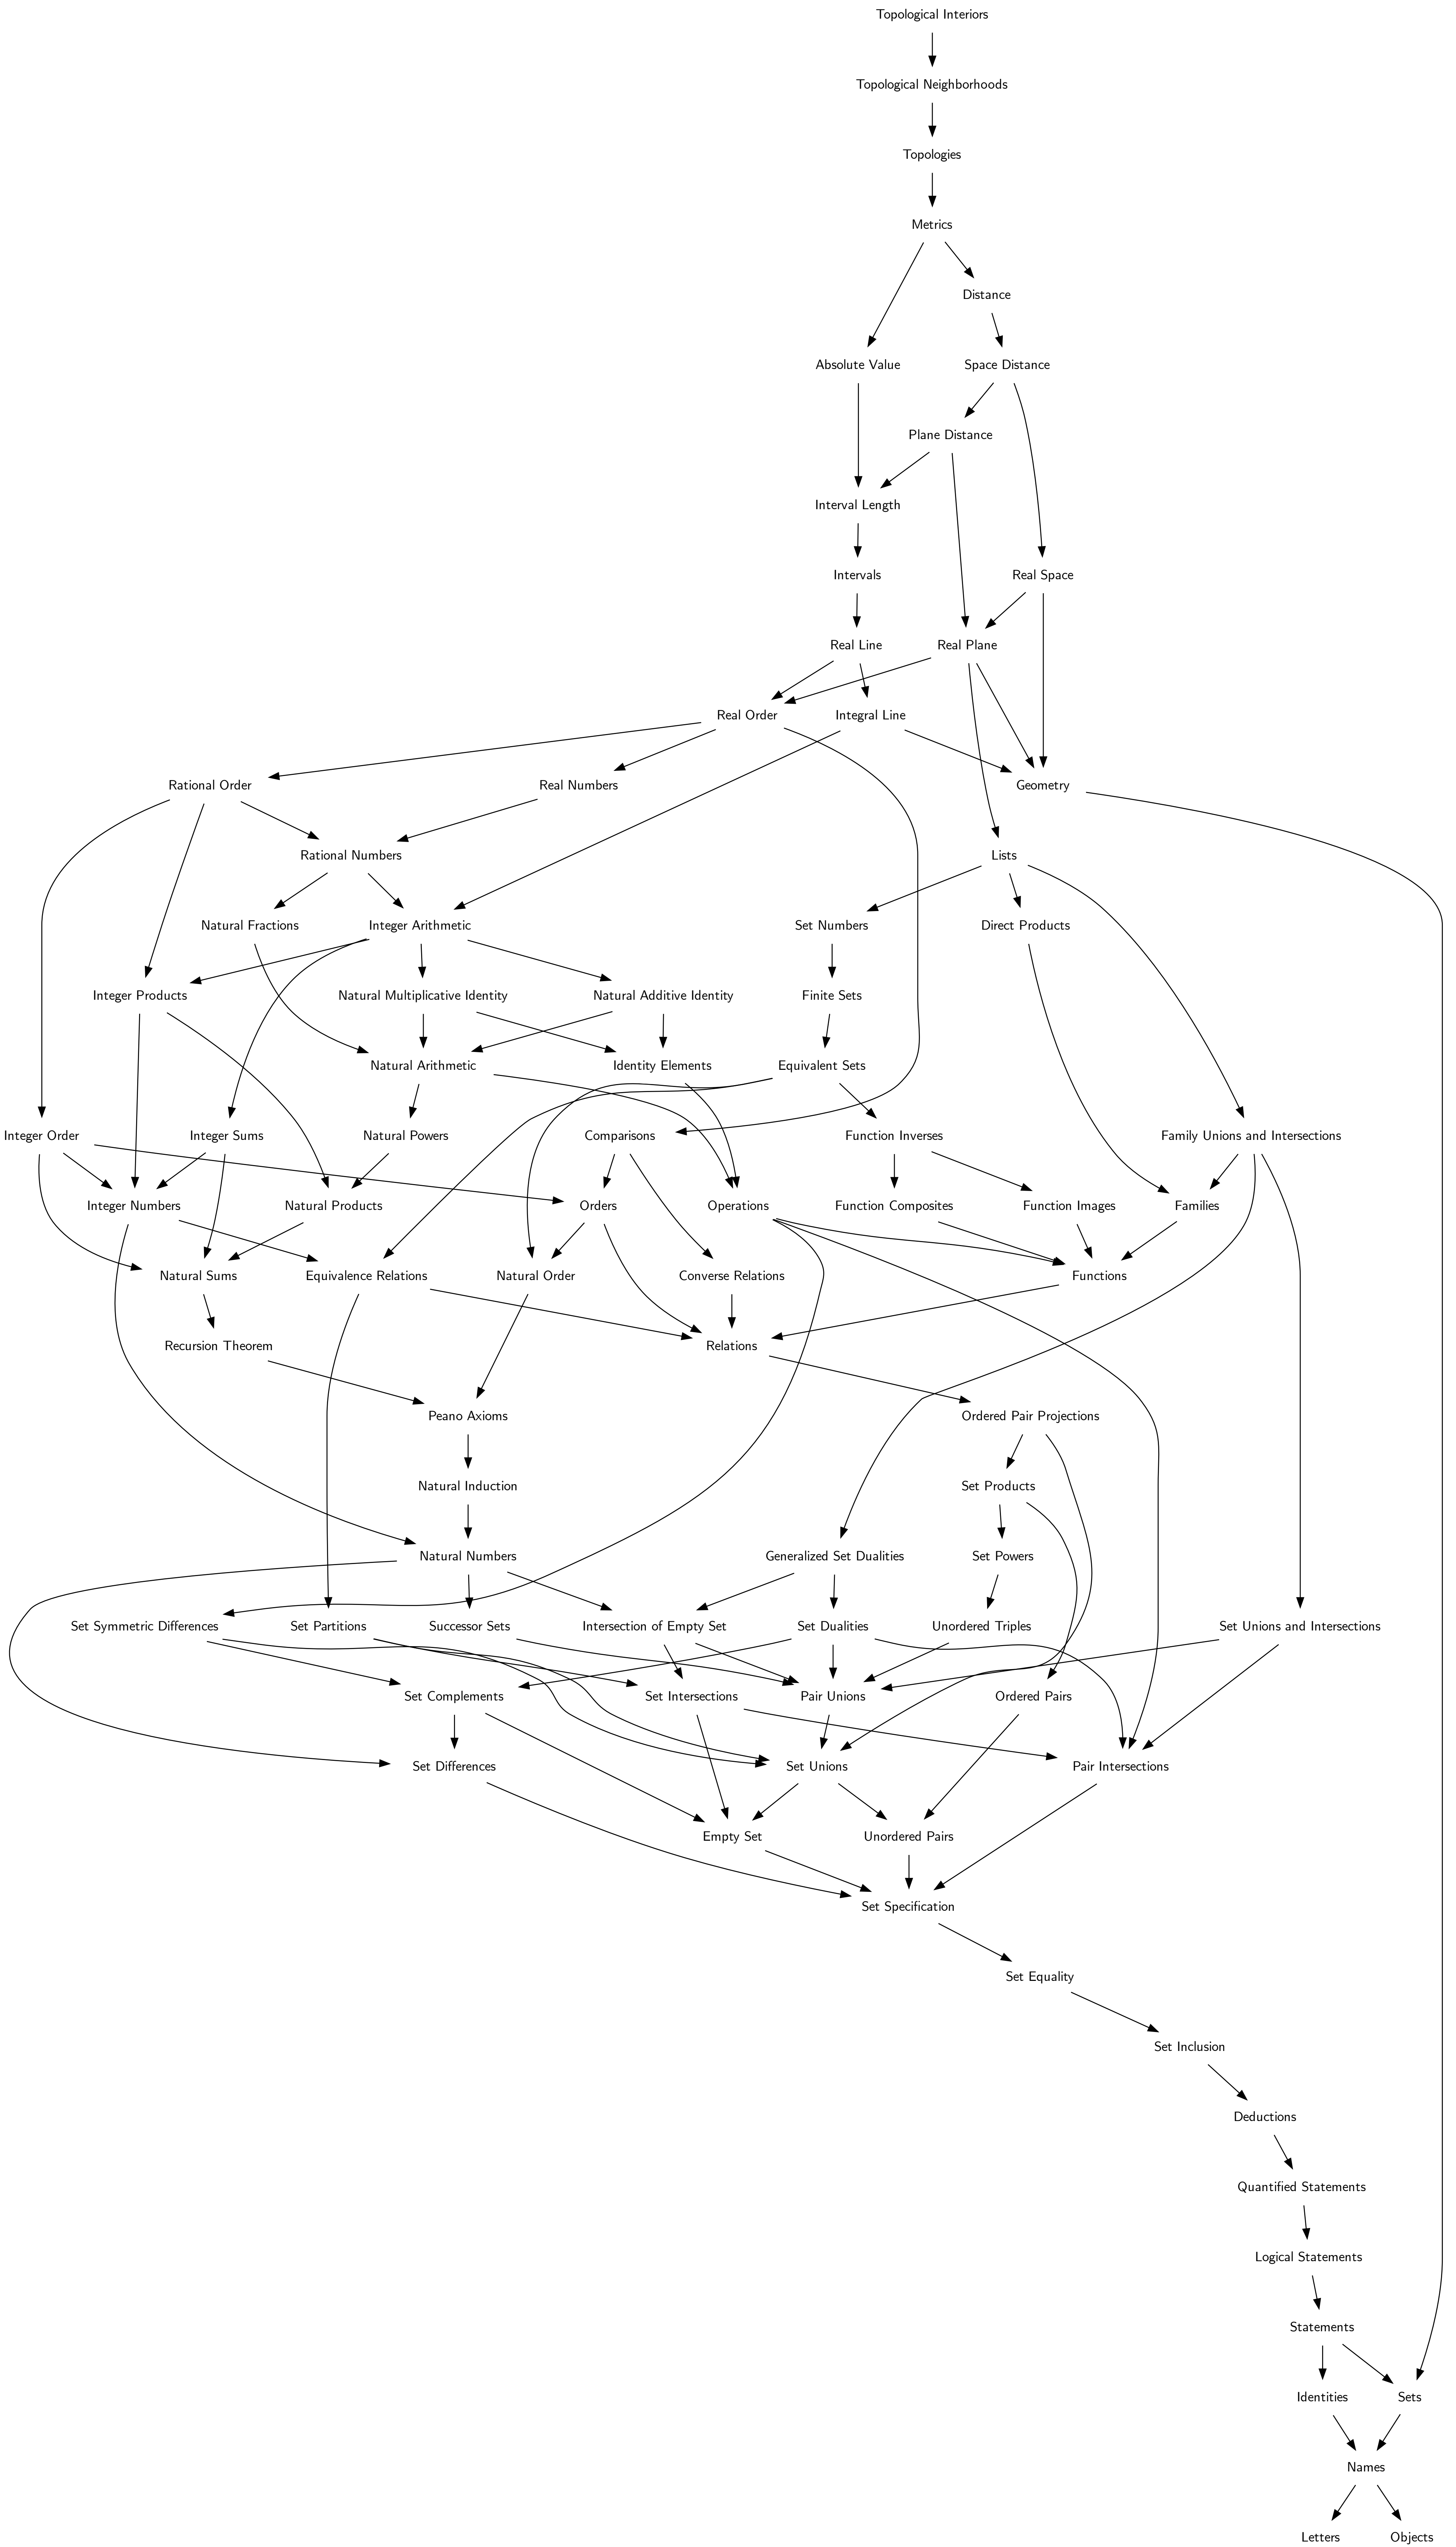 Topological Interiors
Topological Neighborhoods
Topologies
Metrics
Distance
Absolute Value
Space Distance
Plane Distance
Interval Length
Intervals
Real Space
Real Line
Real Plane
Real Order
Integral Line
Rational Order
Real Numbers
Geometry
Rational Numbers
Lists
Natural Fractions
Integer Arithmetic
Set Numbers
Direct Products
Integer Products
Natural Multiplicative Identity
Natural Additive Identity
Finite Sets
Natural Arithmetic
Identity Elements
Equivalent Sets
Integer Order
Integer Sums
Natural Powers
Comparisons
Function Inverses
Family Unions and Intersections
Integer Numbers
Natural Products
Orders
Operations
Function Composites
Function Images
Families
Natural Sums
Equivalence Relations
Natural Order
Converse Relations
Functions
Recursion Theorem
Relations
Peano Axioms
Ordered Pair Projections
Natural Induction
Set Products
Natural Numbers
Generalized Set Dualities
Set Powers
Set Symmetric Differences
Set Partitions
Successor Sets
Intersection of Empty Set
Set Dualities
Unordered Triples
Set Unions and Intersections
Set Complements
Set Intersections
Pair Unions
Ordered Pairs
Set Differences
Set Unions
Pair Intersections
Empty Set
Unordered Pairs
Set Specification
Set Equality
Set Inclusion
Deductions
Quantified Statements
Logical Statements
Statements
Identities
Sets
Names
Letters
Objects